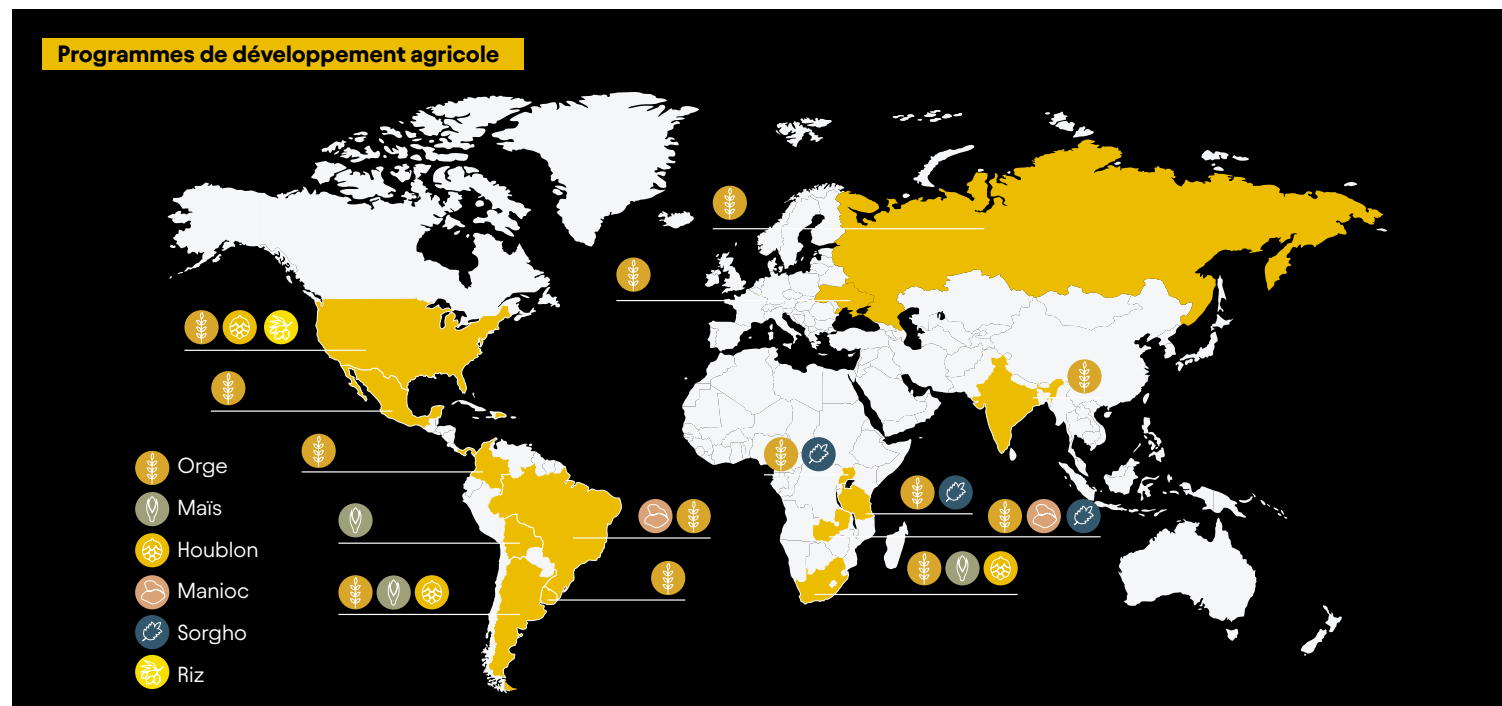 Programmes de développement agricole
Orge
Maïs
Houblon
Manioc
Sorgho
Riz